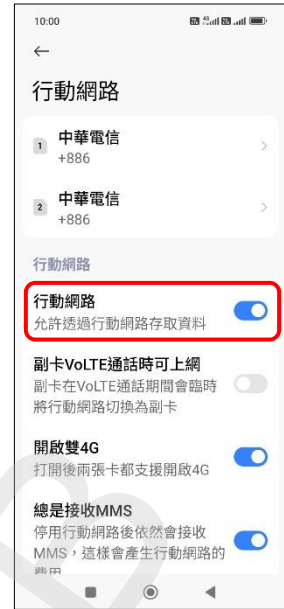 10:00
行動網路
1 中華電信
+886
2 中華電信
+886
行動網路
行動網路
允許透過行動網路存取資料
副卡VoLTE通話時可上網
副卡在VoLTE通話期間會臨時
將行動網路切換為副卡
開啟雙4G
打開後兩張卡都支援開啟4G
總是接收MMS
停用行動網路後依然會接收
MMS，這樣會產生行動網路的
費用